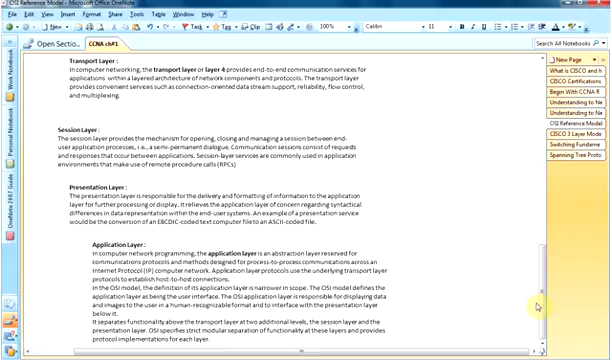 OSI Reference Model - Microsoft Office OneNote
File Edit View Insert Format Share Tools Table Window Help
New Task 100% Calibri 11 B I U
Open Sectio... CCNA ch#1 Search All Notebooks
Work Notebook
Personal Notebook
OneNote 2007 Guide
New Page
What is CISCO and h
CISCO Certifications
Begin With CCNA R
Understanding to Ne
Understanding to Ne
OSI Reference Model
CISCO 3 Layer Mode
Switching Fundame
Spanning Tree Proto
Transport Layer :
In computer networking, the transport layer or layer 4 provides end-to-end communication services for
applications within a layered architecture of network components and protocols. The transport layer
provides convenient services such as connection-oriented data stream support, reliability, flow control,
and multiplexing.
Session Layer :
The session layer provides the mechanism for opening, closing and managing a session between end-
user application processes, i.e., a semi-permanent dialogue. Communication sessions consist of requests
and responses that occur between applications. Session-layer services are commonly used in application
environments that make use of remote procedure calls (RPCs)
Presentation Layer :
The presentation layer is responsible for the delivery and formatting of information to the application
layer for further processing or display. It relieves the application layer of concern regarding syntactical
differences in data representation within the end-user systems. An example of a presentation service
would be the conversion of an EBCDIC-coded text computer file to an ASCII-coded file.
Application Layer :
In computer network programming, the application layer is an abstraction layer reserved for
communications protocols and methods designed for process-to-process communications across an
Internet Protocol (IP) computer network. Application layer protocols use the underlying transport layer
protocols to establish host-to-host connections.
In the OSI model, the definition of its application layer is narrower in scope. The OSI model defines the
application layer as being the user interface. The OSI application layer is responsible for displaying data
and images to the user in a human-recognizable format and to interface with the presentation layer
below it.
It separates functionality above the transport layer at two additional levels, the session layer and the
presentation layer. OSI specifies strict modular separation of functionality at these layers and provides
protocol implementations for each layer.